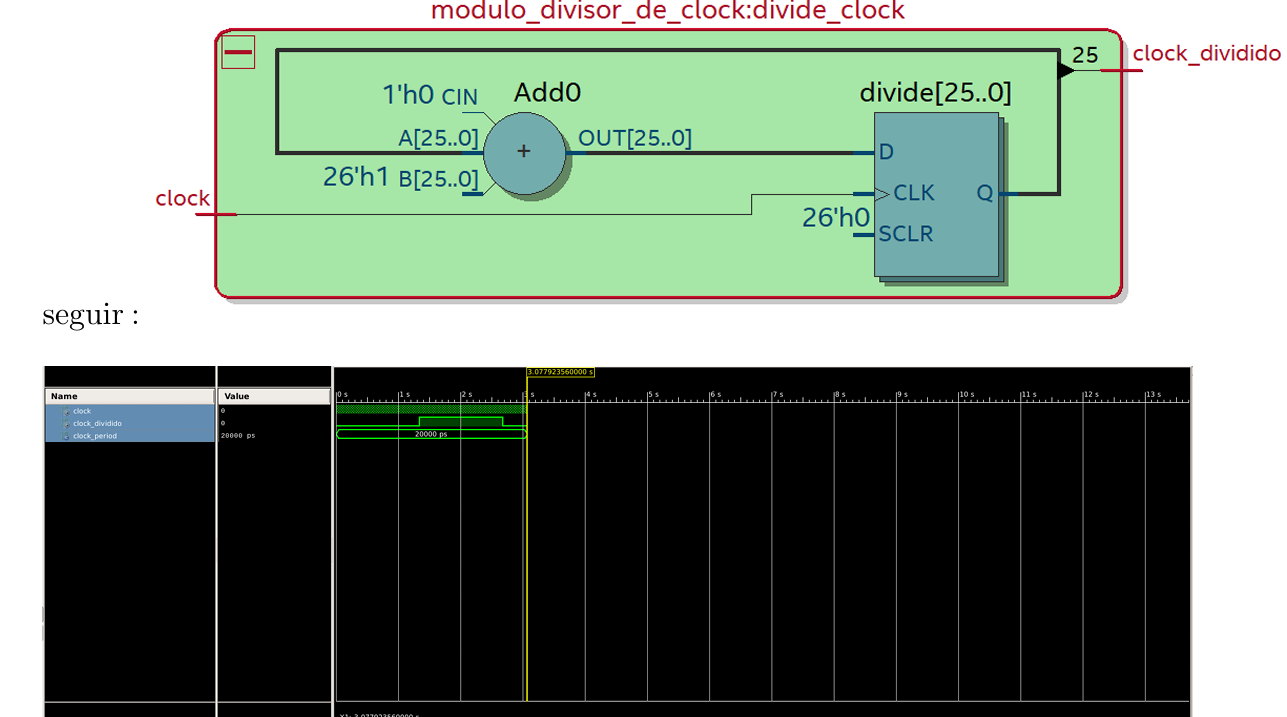 modulo_divisor_de_clock:divide_clock
25
clock_dividido
1'h0 CIN
Add0
divide[25..0]
A[25..0]
+
OUT[25..0]
D
26'h1 B[25..0]
clock
CLK
Q
26'h0
SCLR
seguir :
3.077923560000 s
Name
Value
0 s
1 s
2 s
3 s
4 s
5 s
6 s
7 s
8 s
9 s
10 s
11 s
12 s
13 s
clock
0
clock_dividido
0
clock_period
20000 ps
20000 ps
X1: 3.077923560000 s